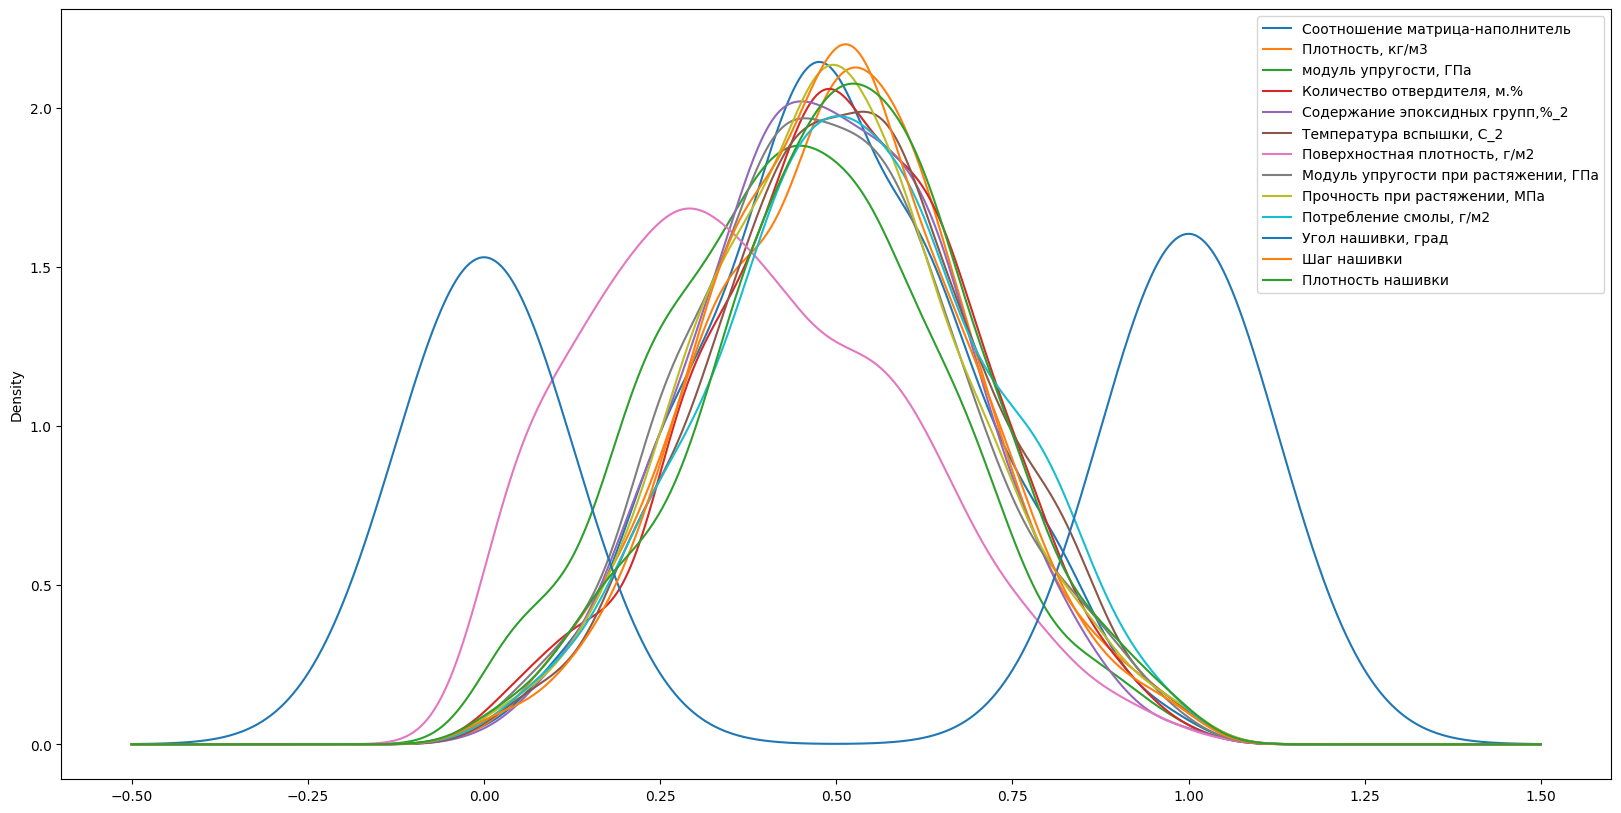 Соотношение матрица-наполнитель
Плотность, кг/м3
модуль упругости, ГПа
Количество отвердителя, м.%
Содержание эпоксидных групп,%_2
Температура вспышки, С_2
Поверхностная плотность, г/м2
Модуль упругости при растяжении, ГПа
Прочность при растяжении, МПа
Потребление смолы, г/м2
Угол нашивки, град
Шаг нашивки
Плотность нашивки
Density
2.0
1.5
1.0
0.5
0.0
−0.50 −0.25 0.00 0.25 0.50 0.75 1.00 1.25 1.50